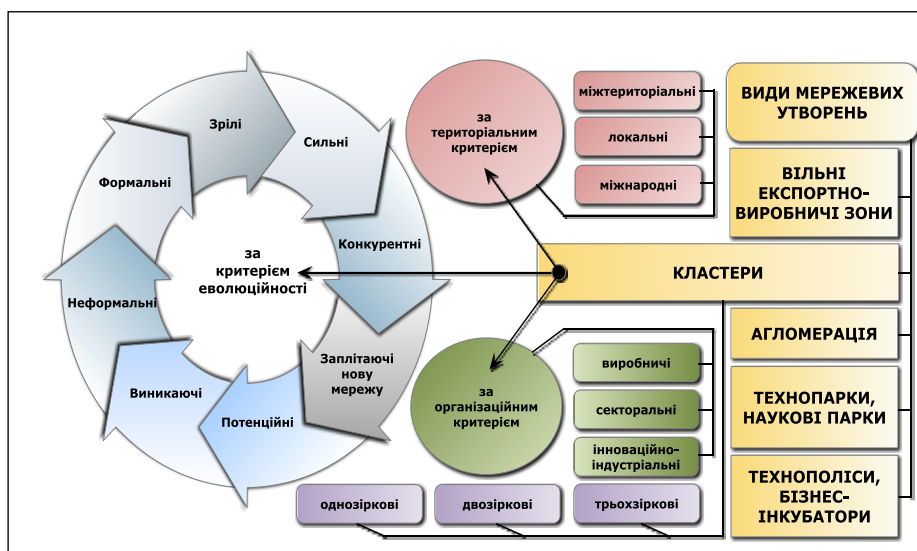 Зрілі
Сильні
Конкурентні
Заплітаючі
нову
мережу
Потенційні
Виникаючі
Неформальні
Формальні
за
критерієм
еволюційності
за
територіальним
критерієм
міжтериторіальні
локальні
міжнародні
ВИДИ МЕРЕЖЕВИХ
УТВОРЕНЬ
ВІЛЬНІ
ЕКСПОРТНО-
ВИРОБНИЧІ ЗОНИ
КЛАСТЕРИ
АГЛОМЕРАЦІЯ
ТЕХНОПАРКИ,
НАУКОВІ ПАРКИ
ТЕХНОПОЛІСИ,
БІЗНЕС-
ІНКУБАТОРИ
за
організаційним
критерієм
виробничі
секторальні
інноваційно-
індустріальні
однозіркові
двозіркові
трьохзіркові